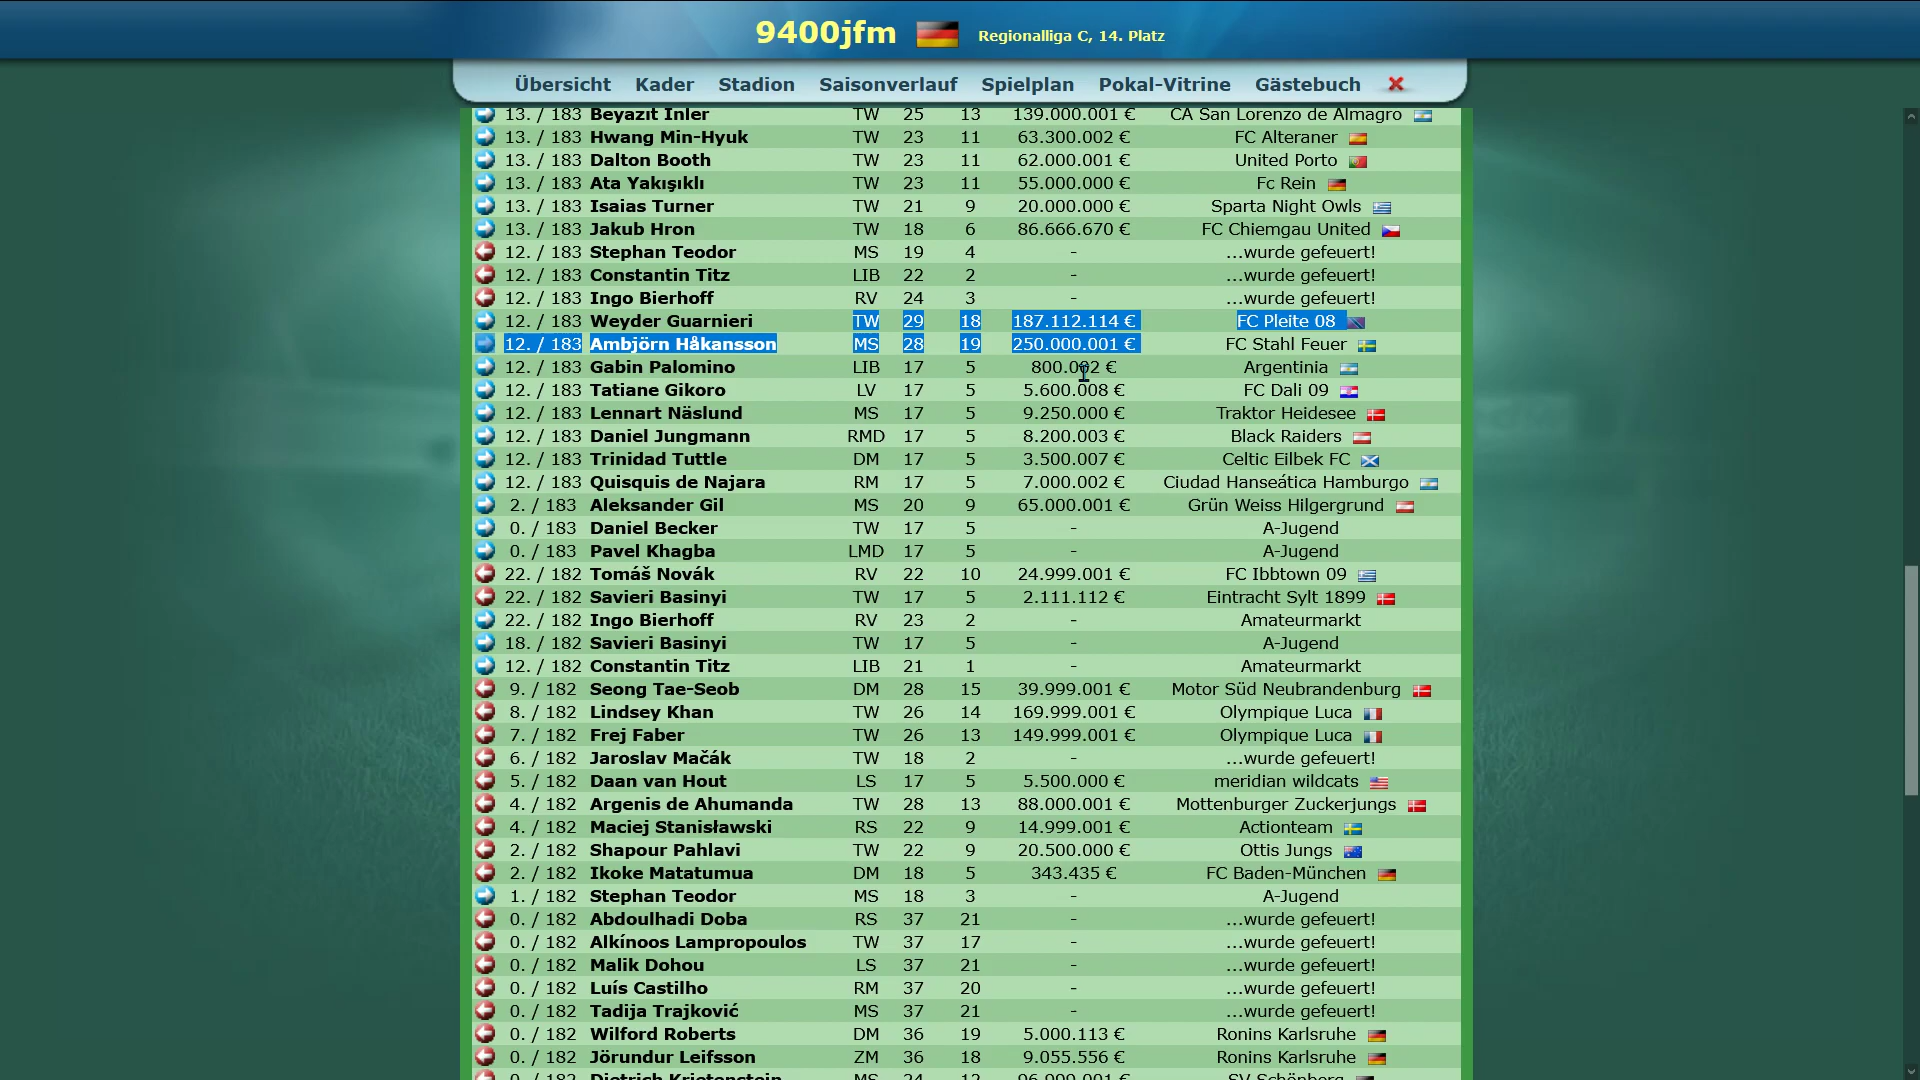 9400jfm Regionalliga C, 14. Platz
Übersicht Kader Stadion Saisonverlauf Spielplan Pokal-Vitrine Gästebuch
13. / 183 Beyazıt İnler TW 25 13 139.000.001 € CA San Lorenzo de Almagro
13. / 183 Hwang Min-Hyuk TW 23 11 63.300.002 € FC Alteraner
13. / 183 Dalton Booth TW 23 11 62.000.001 € United Porto
13. / 183 Ata Yakışıklı TW 23 11 55.000.000 € Fc Rein
13. / 183 Isaias Turner TW 21 9 20.000.000 € Sparta Night Owls
13. / 183 Jakub Hron TW 18 6 86.666.670 € FC Chiemgau United
12. / 183 Stephan Teodor MS 19 4 - ...wurde gefeuert!
12. / 183 Constantin Titz LIB 22 2 - ...wurde gefeuert!
12. / 183 Ingo Bierhoff RV 24 3 - ...wurde gefeuert!
12. / 183 Weyder Guarnieri TW 29 18 187.112.114 € FC Pleite 08
12. / 183 Ambjörn Håkansson MS 28 19 250.000.001 € FC Stahl Feuer
12. / 183 Gabin Palomino LIB 17 5 800.002 € Argentinia
12. / 183 Tatiane Gikoro LV 17 5 5.600.008 € FC Dali 09
12. / 183 Lennart Näslund MS 17 5 9.250.000 € Traktor Heidesee
12. / 183 Daniel Jungmann RMD 17 5 8.200.003 € Black Raiders
12. / 183 Trinidad Tuttle DM 17 5 3.500.007 € Celtic Eilbek FC
12. / 183 Quisquis de Najara RM 17 5 7.000.002 € Ciudad Hanseática Hamburgo
2. / 183 Aleksander Gil MS 20 9 65.000.001 € Grün Weiss Hilgergrund
0. / 183 Daniel Becker TW 17 5 - A-Jugend
0. / 183 Pavel Khagba LMD 17 5 - A-Jugend
22. / 182 Tomáš Novák RV 22 10 24.999.001 € FC Ibbtown 09
22. / 182 Savieri Basinyi TW 17 5 2.111.112 € Eintracht Sylt 1899
22. / 182 Ingo Bierhoff RV 23 2 - Amateurmarkt
18. / 182 Savieri Basinyi TW 17 5 - A-Jugend
12. / 182 Constantin Titz LIB 21 1 - Amateurmarkt
9. / 182 Seong Tae-Seob DM 28 15 39.999.001 € Motor Süd Neubrandenburg
8. / 182 Lindsey Khan TW 26 14 169.999.001 € Olympique Luca
7. / 182 Frej Faber TW 26 13 149.999.001 € Olympique Luca
6. / 182 Jaroslav Mačák TW 18 2 - ...wurde gefeuert!
5. / 182 Daan van Hout LS 17 5 5.500.000 € meridian wildcats
4. / 182 Argenis de Ahumanda TW 28 13 88.000.001 € Mottenburger Zuckerjungs
4. / 182 Maciej Stanisławski RS 22 9 14.999.001 € Actionteam
2. / 182 Shapour Pahlavi TW 22 9 20.500.000 € Ottis Jungs
2. / 182 Ikoke Matatumua DM 18 5 343.435 € FC Baden-München
1. / 182 Stephan Teodor MS 18 3 - A-Jugend
0. / 182 Abdoulhadi Doba RS 37 21 - ...wurde gefeuert!
0. / 182 Alkínoos Lampropoulos TW 37 17 - ...wurde gefeuert!
0. / 182 Malik Dohou LS 37 21 - ...wurde gefeuert!
0. / 182 Luís Castilho RM 37 20 - ...wurde gefeuert!
0. / 182 Tadija Trajković MS 37 21 - ...wurde gefeuert!
0. / 182 Wilford Roberts DM 36 19 5.000.113 € Ronins Karlsruhe
0. / 182 Jörundur Leifsson ZM 36 18 9.055.556 € Ronins Karlsruhe
0. / 182 Dietrich Krietenstein MS 24 12 96.999.001 € SV Schönberg